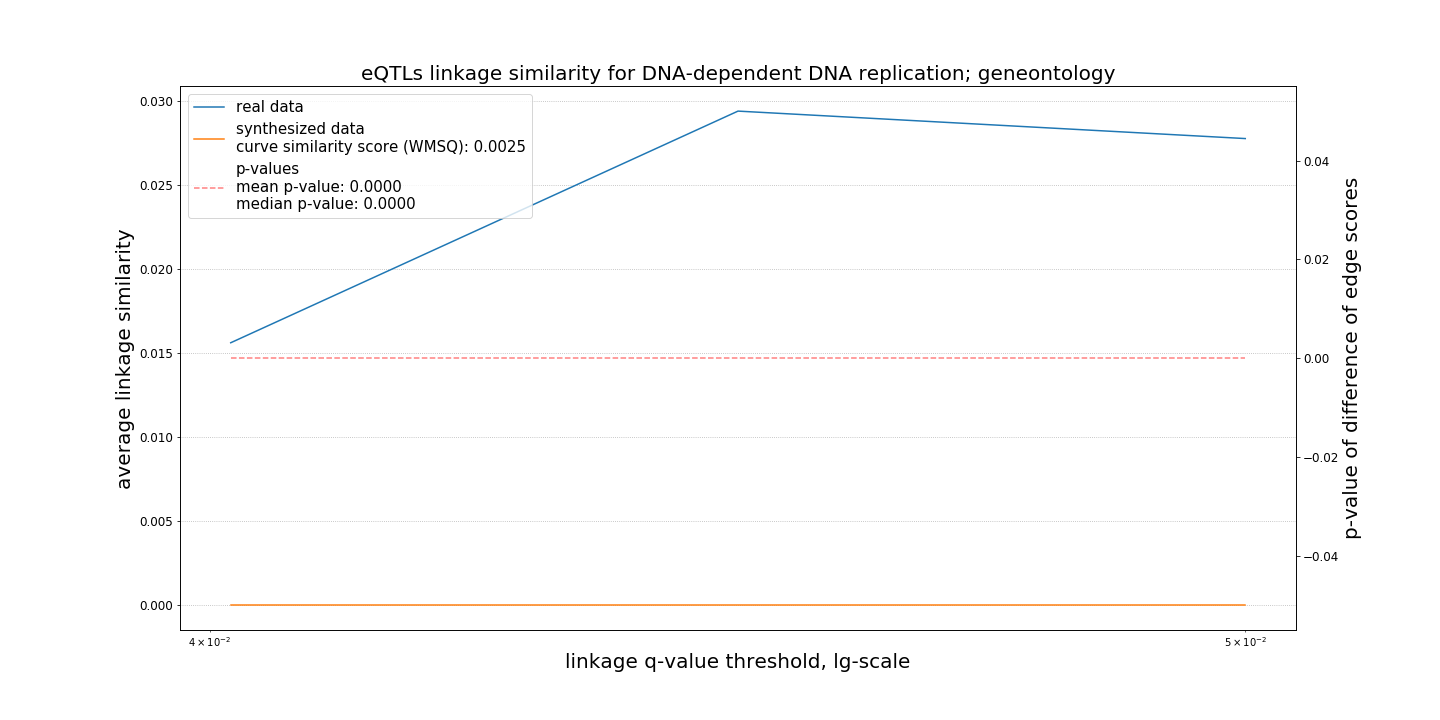 eQTLs linkage similarity for DNA-dependent DNA replication; geneontology
real data
synthesized data
curve similarity score (WMSQ): 0.0025
p-values
mean p-value: 0.0000
median p-value: 0.0000
average linkage similarity
0.030
0.025
0.020
0.015
0.010
0.005
0.000
0.04
0.02
0.00
−0.02
−0.04
p-value of difference of edge scores
4 × 10⁻²
5 × 10⁻²
linkage q-value threshold, lg-scale